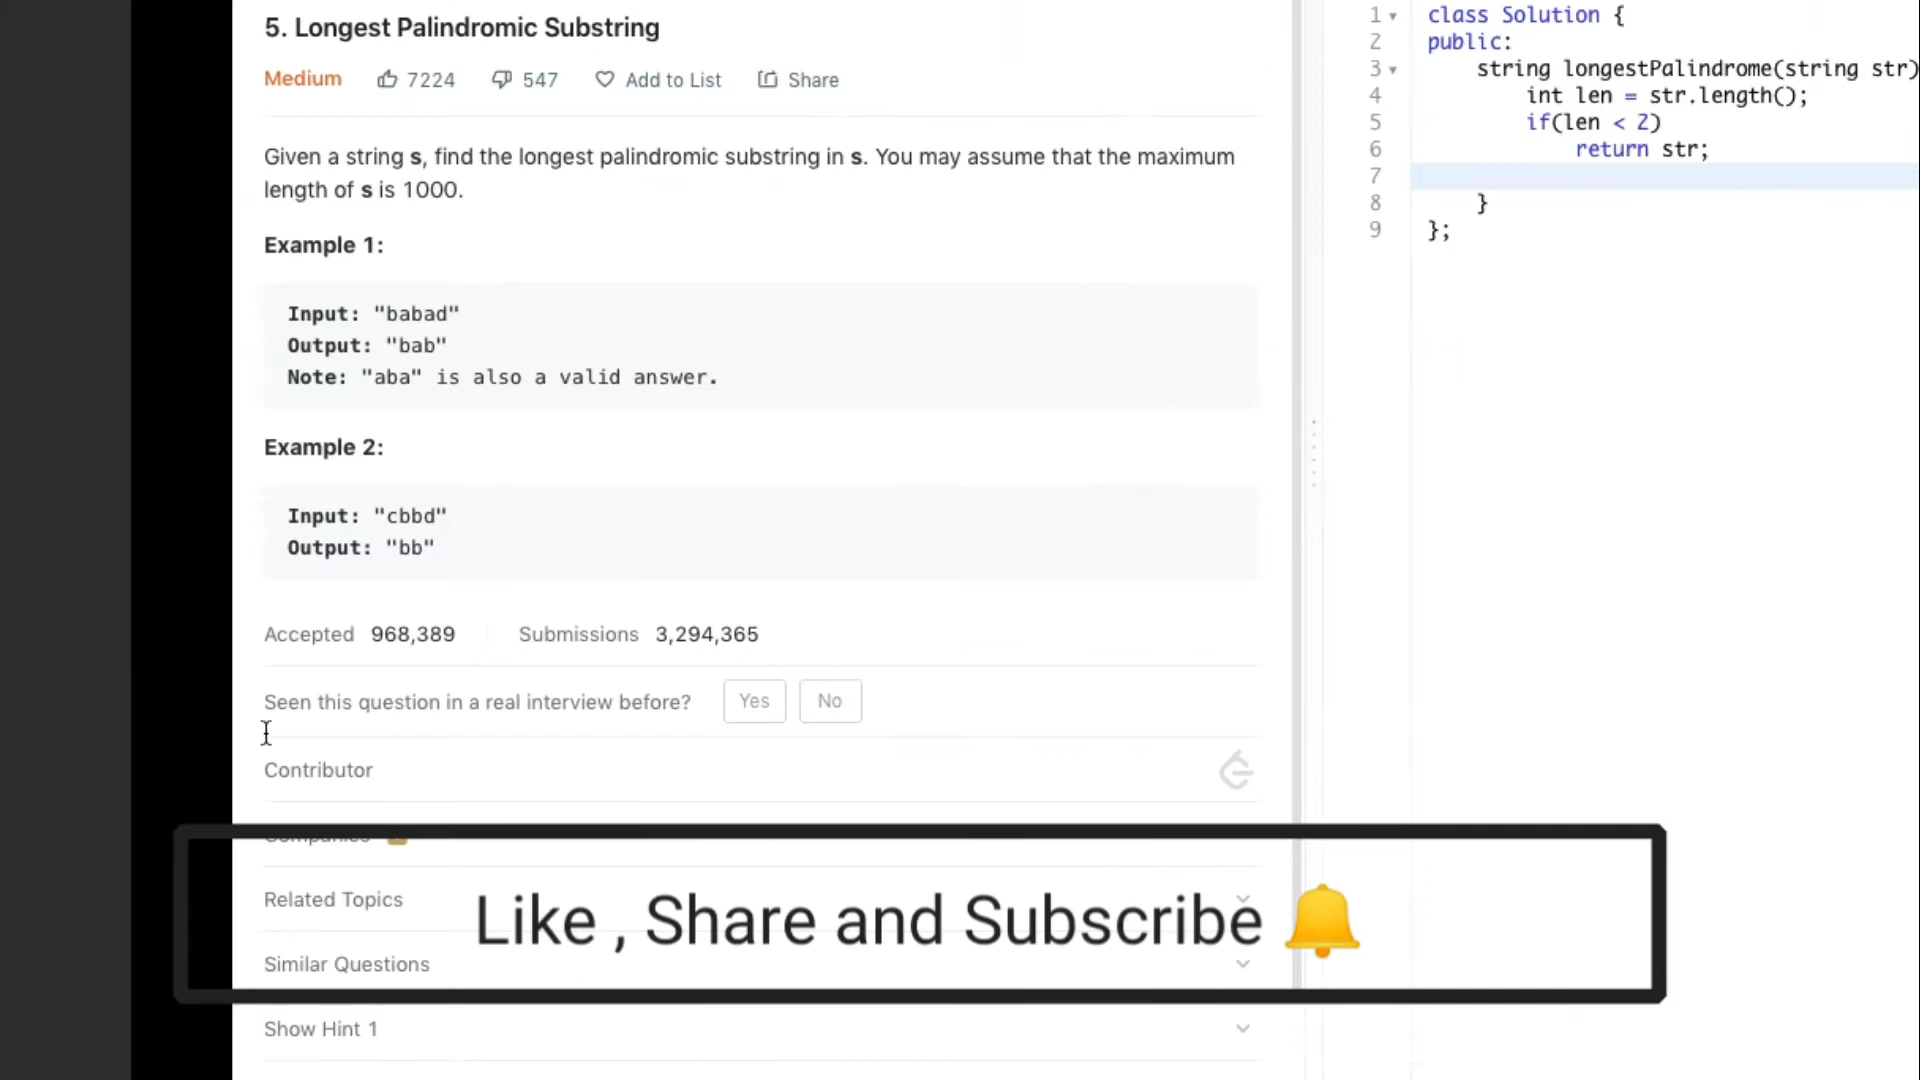 5. Longest Palindromic Substring
Medium 7224 547 Add to List Share
Given a string s, find the longest palindromic substring in s. You may assume that the maximum
length of s is 1000.
Example 1:
Input: "babad"
Output: "bab"
Note: "aba" is also a valid answer.
Example 2:
Input: "cbbd"
Output: "bb"
Accepted 968,389 Submissions 3,294,365
Seen this question in a real interview before? Yes No
Contributor
Companies
Related Topics
Similar Questions
Show Hint 1
Like , Share and Subscribe 🔔
1 class Solution {
2 public:
3 string longestPalindrome(string str)
4 int len = str.length();
5 if(len < 2)
6 return str;
7
8 }
9 };